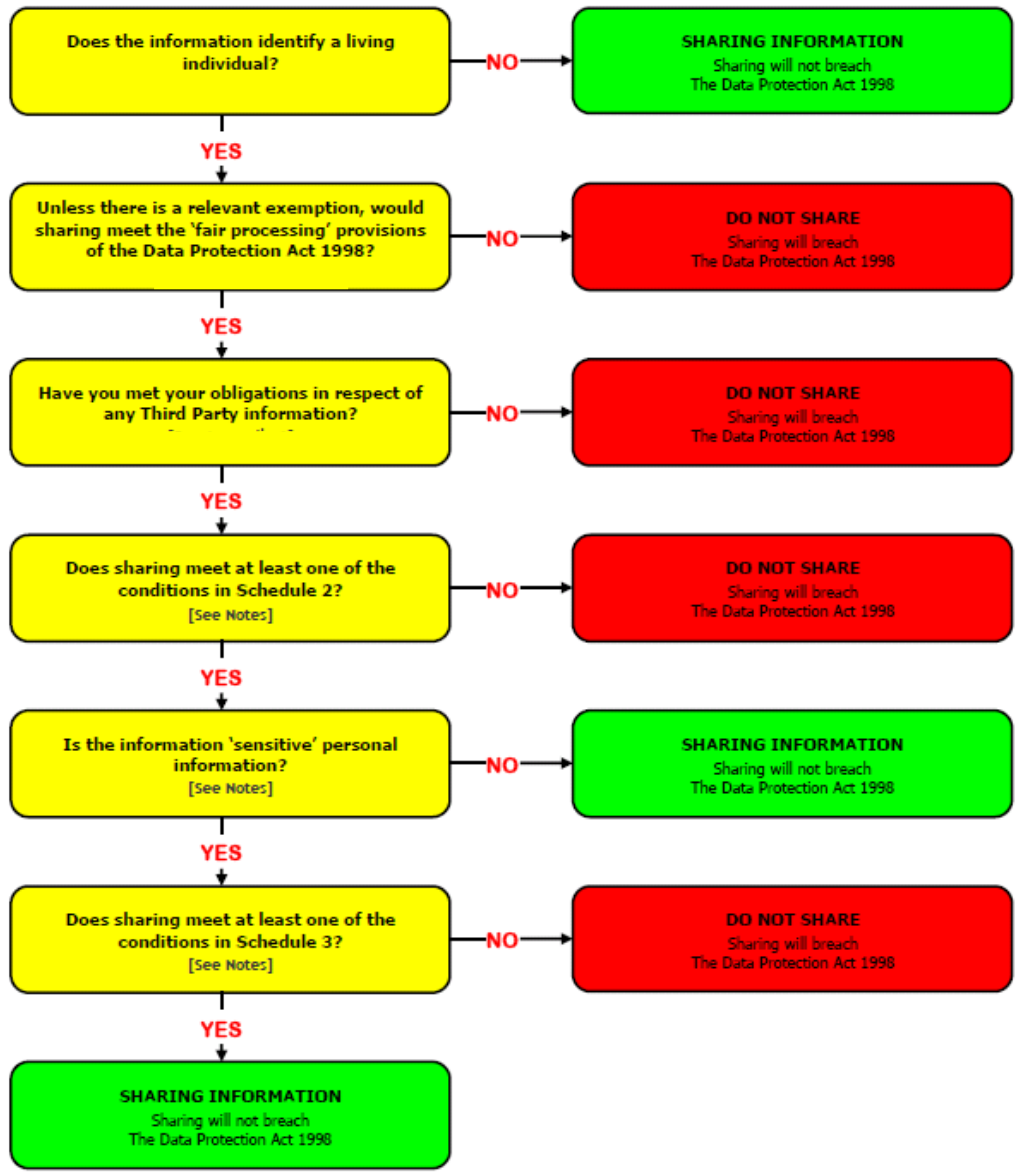 Does the information identify a living
individual?
NO
SHARING INFORMATION
Sharing will not breach
The Data Protection Act 1998
YES
Unless there is a relevant exemption, would
sharing meet the ‘fair processing’ provisions
of the Data Protection Act 1998?
NO
DO NOT SHARE
Sharing will breach
The Data Protection Act 1998
YES
Have you met your obligations in respect of
any Third Party information?
NO
DO NOT SHARE
Sharing will breach
The Data Protection Act 1998
YES
Does sharing meet at least one of the
conditions in Schedule 2?
[See Notes]
NO
DO NOT SHARE
Sharing will breach
The Data Protection Act 1998
YES
Is the information ‘sensitive’ personal
information?
[See Notes]
NO
SHARING INFORMATION
Sharing will not breach
The Data Protection Act 1998
YES
Does sharing meet at least one of the
conditions in Schedule 3?
[See Notes]
NO
DO NOT SHARE
Sharing will breach
The Data Protection Act 1998
YES
SHARING INFORMATION
Sharing will not breach
The Data Protection Act 1998